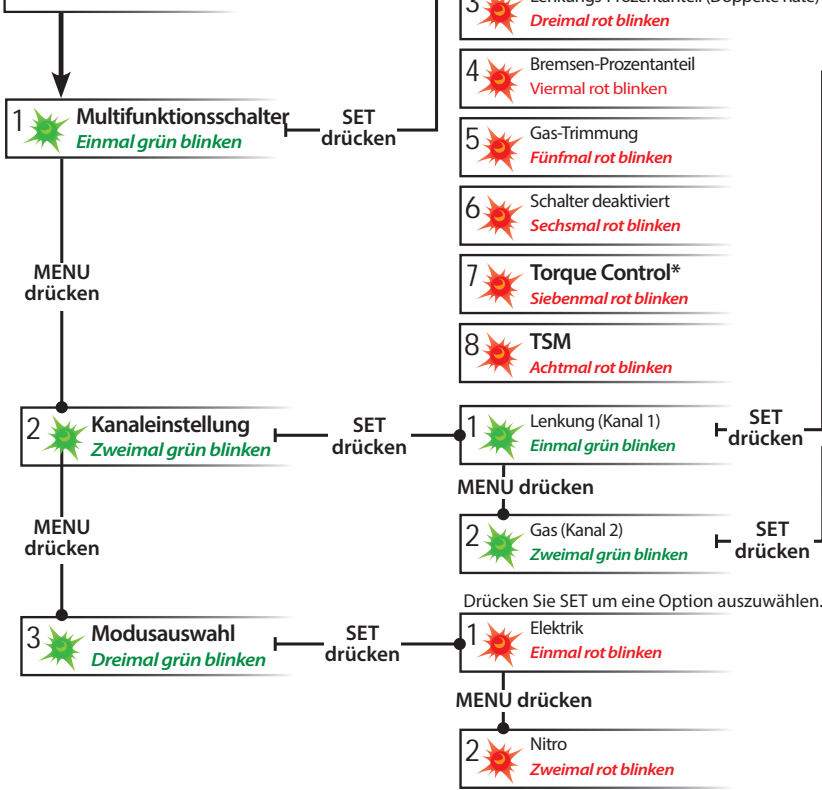 3 Lenkungs-Prozentanteil (Doppelte Rate)
Dreimal rot blinken
4 Bremsen-Prozentanteil
Viermal rot blinken
1 Multifunktionsschalter
Einmal grün blinken
SET
drücken
5 Gas-Trimmung
Fünfmal rot blinken
6 Schalter deaktiviert
Sechsmal rot blinken
MENU
drücken
7 Torque Control*
Siebenmal rot blinken
8 TSM
Achtmal rot blinken
2 Kanaleinstellung
Zweimal grün blinken
SET
drücken
1 Lenkung (Kanal 1)
Einmal grün blinken
SET
drücken
MENU drücken
MENU
drücken
2 Gas (Kanal 2)
Zweimal grün blinken
SET
drücken
Drücken Sie SET um eine Option auszuwählen.
3 Modusauswahl
Dreimal grün blinken
SET
drücken
1 Elektrik
Einmal rot blinken
MENU drücken
2 Nitro
Zweimal rot blinken